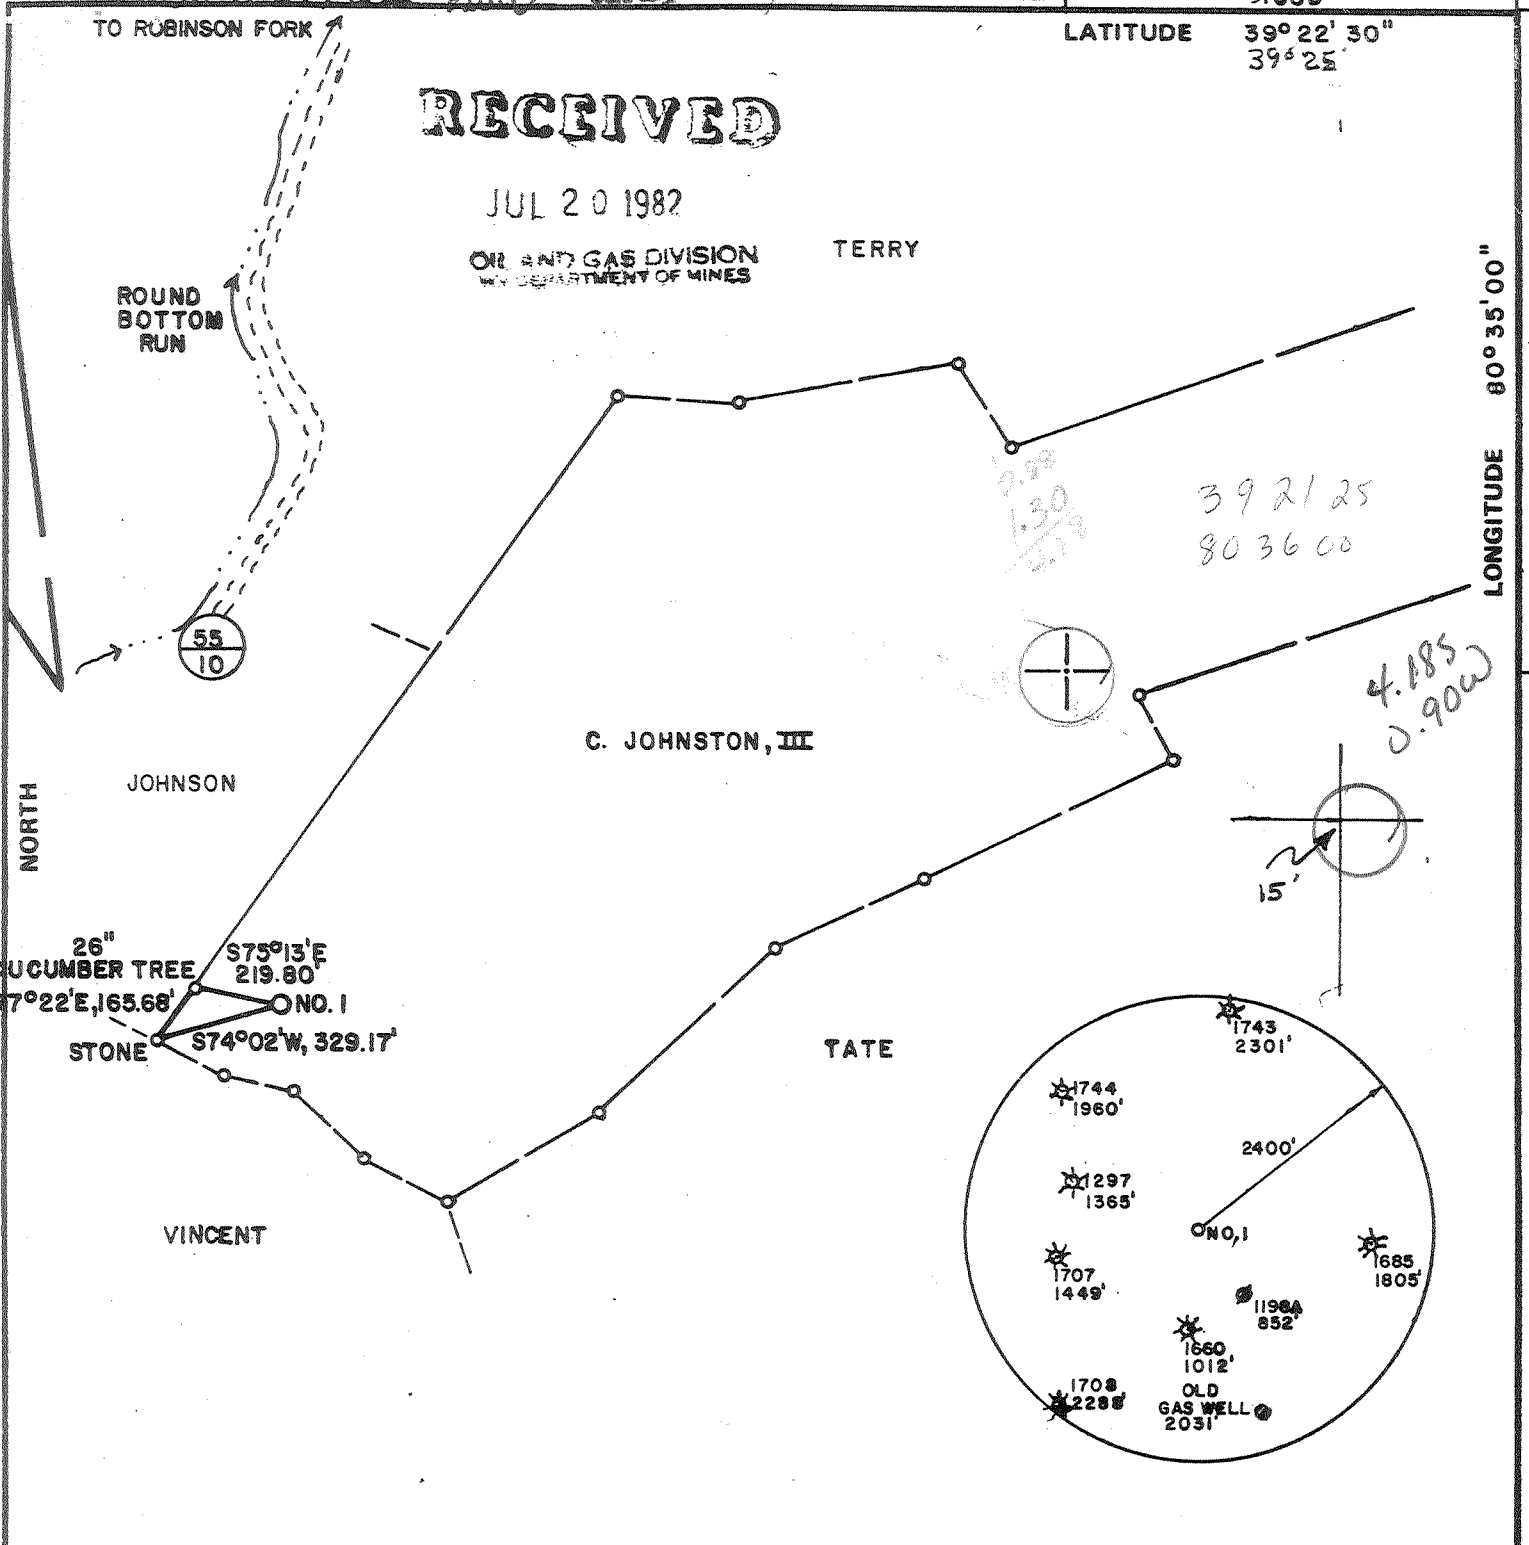 TO ROBINSON FORK
LATITUDE 39° 22' 30"
39° 25'
RECEIVED
JUL 20 1982
OIL AND GAS DIVISION
WV DEPARTMENT OF MINES
TERRY
ROUND
BOTTOM
RUN
LONGITUDE 80° 35' 00"
1.30
39 21 25
80 36 00
55
10
4.185
0.90W
C. JOHNSTON, III
JOHNSON
NORTH
15'
26"
CUCUMBER TREE
S75°13'E
219.80'
7°22'E, 165.68'
NO. 1
STONE
S74°02'W, 329.17'
TATE
VINCENT
1743
2301'
1744
1960'
2400'
1297
1365'
NO. 1
1685
1805'
1707
1449'
1198A
852'
1660
1012'
1708
2288'
OLD
GAS WELL
2031'